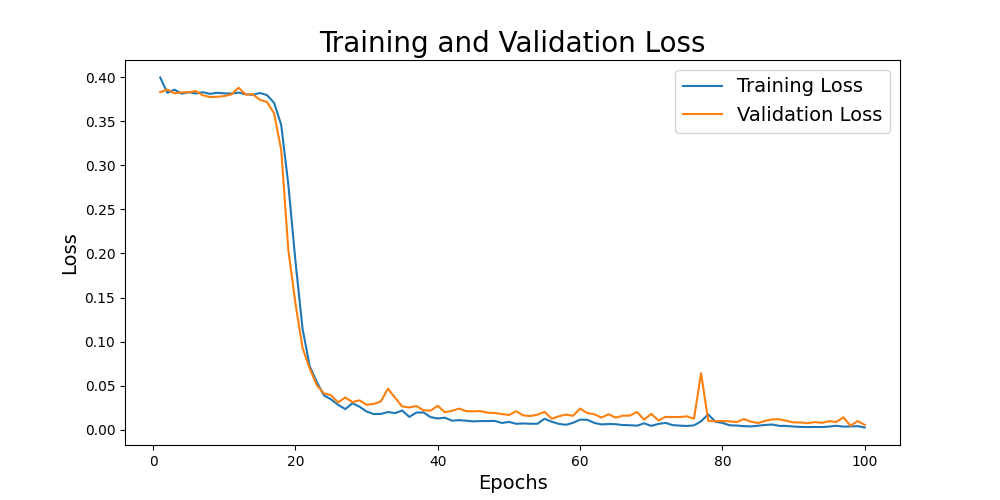 Training and Validation Loss
Training Loss
Validation Loss
0.40
0.35
0.30
0.25
0.20
0.15
0.10
0.05
0.00
Loss
0 20 40 60 80 100
Epochs